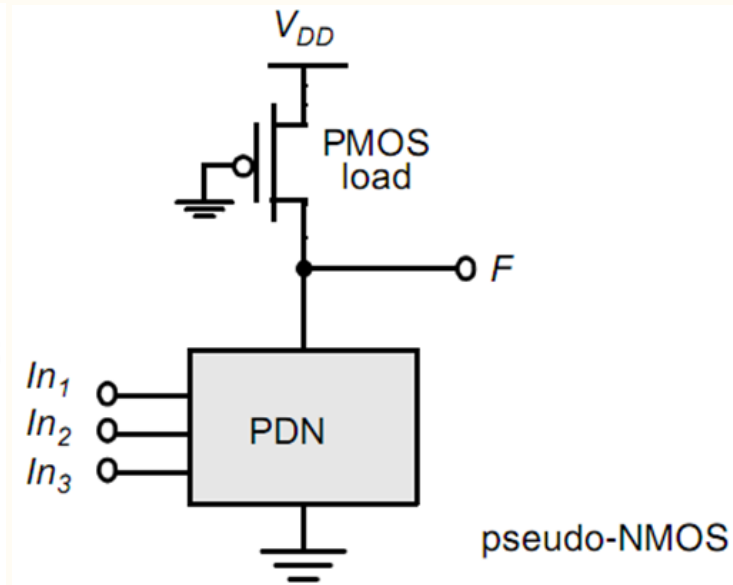 V_DD
PMOS
load
F
In_1
In_2
In_3
PDN
pseudo-NMOS